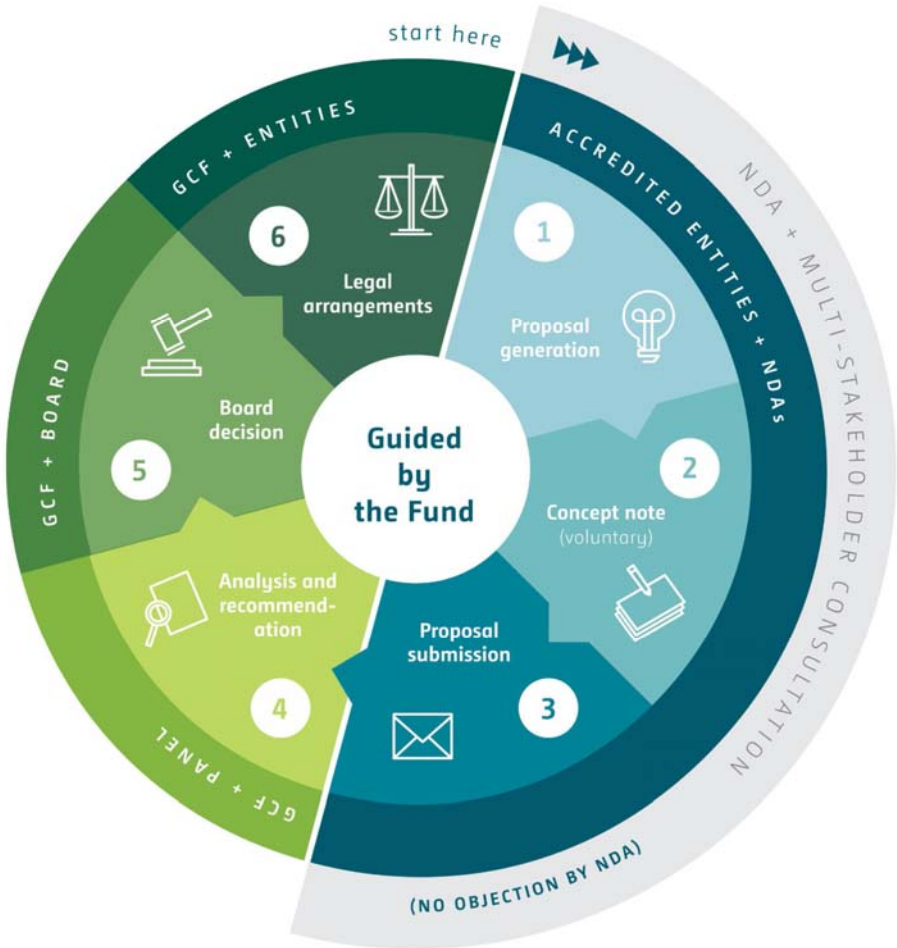 start here
ACCREDITED ENTITIES + NDAs
NDA + MULTI-STAKEHOLDER CONSULTATION
(NO OBJECTION BY NDA)
1
Proposal
generation
2
Concept note
(voluntary)
3
Proposal
submission
GCF + PANEL
4
Analysis and
recommend-
ation
GCF + BOARD
5
Board
decision
GCF + ENTITIES
6
Legal
arrangements
Guided
by
the Fund